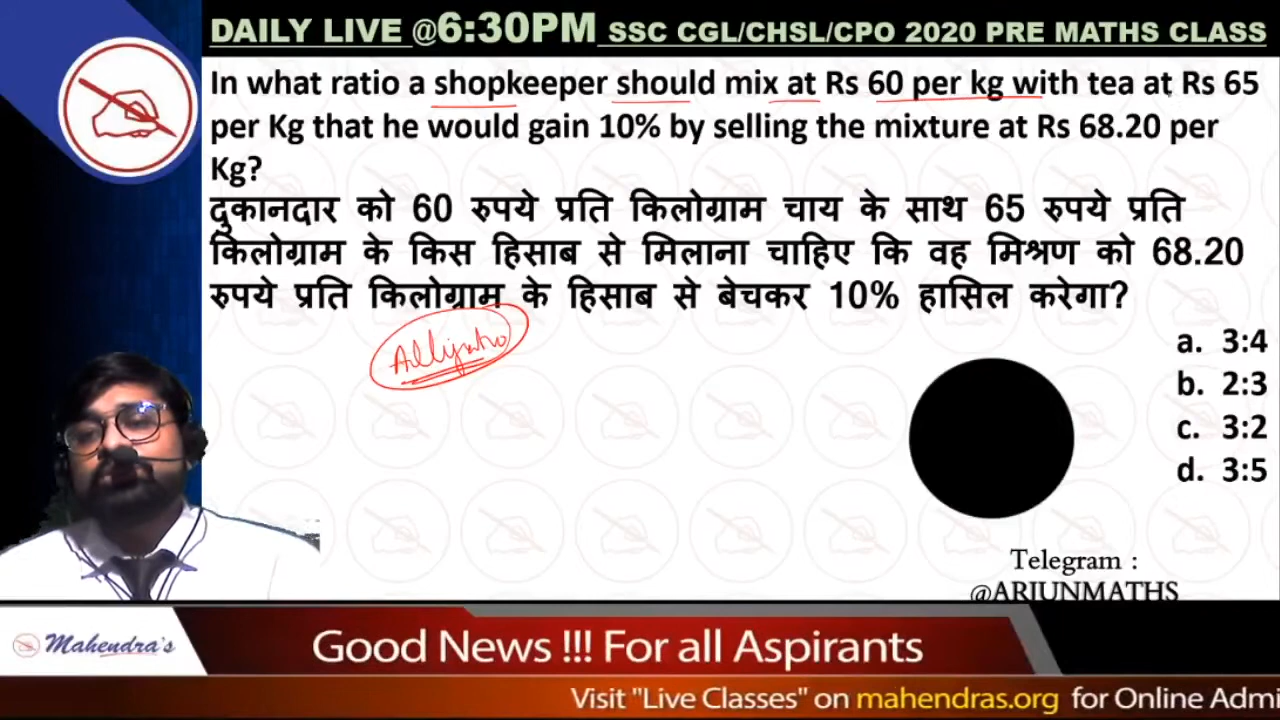 DAILY LIVE @6:30PM SSC CGL/CHSL/CPO 2020 PRE MATHS CLASS
In what ratio a shopkeeper should mix at Rs 60 per kg with tea at Rs 65
per Kg that he would gain 10% by selling the mixture at Rs 68.20 per
Kg?
दुकानदार को 60 रुपये प्रति किलोग्राम चाय के साथ 65 रुपये प्रति
किलोग्राम के किस हिसाब से मिलाना चाहिए कि वह मिश्रण को 68.20
रुपये प्रति किलोग्राम के हिसाब से बेचकर 10% हासिल करेगा?
a. 3:4
b. 2:3
c. 3:2
d. 3:5
Telegram :
@ARJUNMATHS
Mahendra's
Good News !!! For all Aspirants
Visit "Live Classes" on mahendras.org for Online Admi